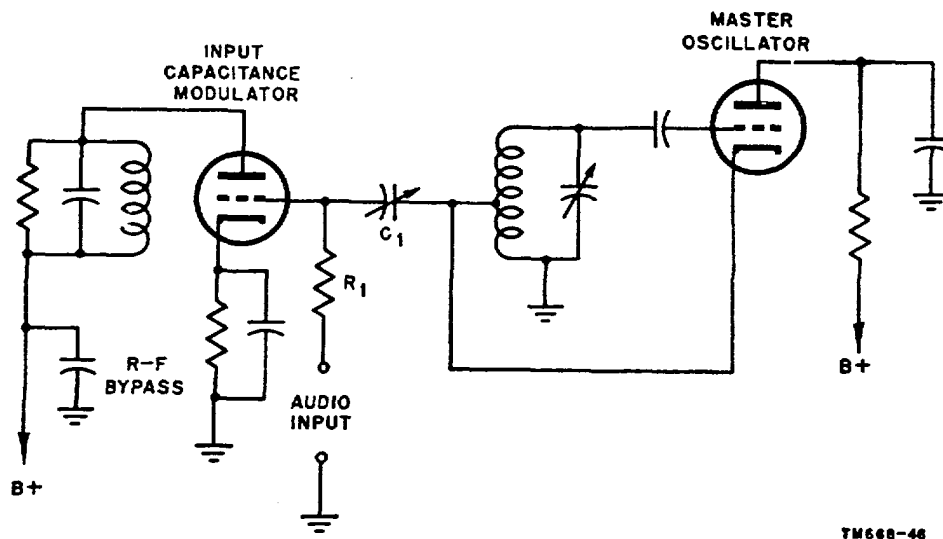 MASTER
OSCILLATOR
INPUT
CAPACITANCE
MODULATOR
C1
R1
R-F
BYPASS
AUDIO
INPUT
B+
B+
TM668-46